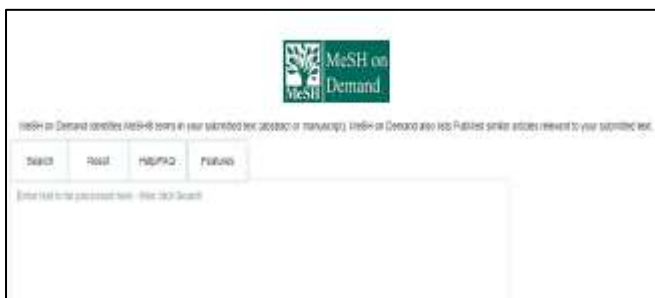 MeSH on
Demand
MeSH
MeSH on Demand identifies MeSH® terms in your submitted text (abstract or manuscript). MeSH on Demand also lists PubMed similar articles relevant to your submitted text.
Search Reset Help/FAQ Features
Enter text to be processed here - then click Search